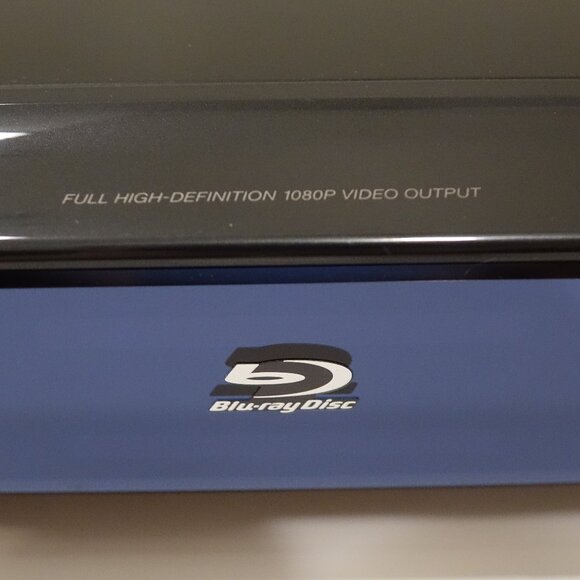 FULL HIGH-DEFINITION 1080P VIDEO OUTPUT
Blu-ray Disc